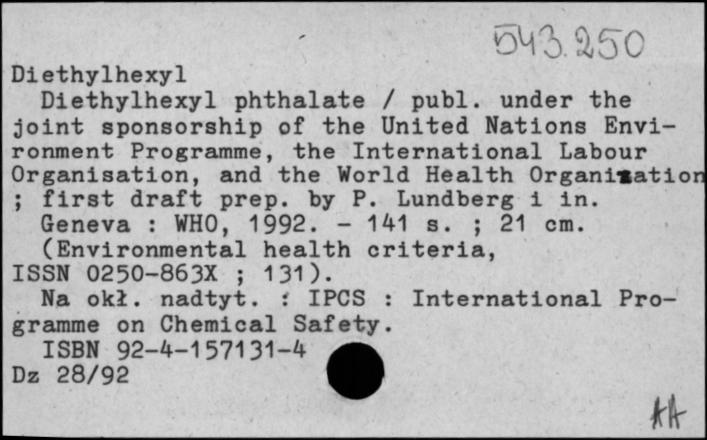 543.250
Diethylhexyl
Diethylhexyl phthalate / publ. under the
joint sponsorship of the United Nations Envi-
ronment Programme, the International Labour
Organisation, and the World Health Organization
; first draft prep. by P. Lundberg i in.
Geneva : WHO, 1992. - 141 s. ; 21 cm.
(Environmental health criteria,
ISSN 0250-863X ; 131).
Na okł. nadtyt. : IPCS : International Pro-
gramme on Chemical Safety.
ISBN 92-4-157131-4
Dz 28/92